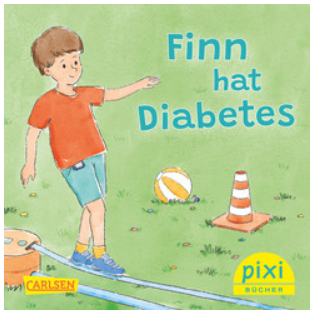 Finn
hat
Diabetes
CARLSEN
pixi
BÜCHER